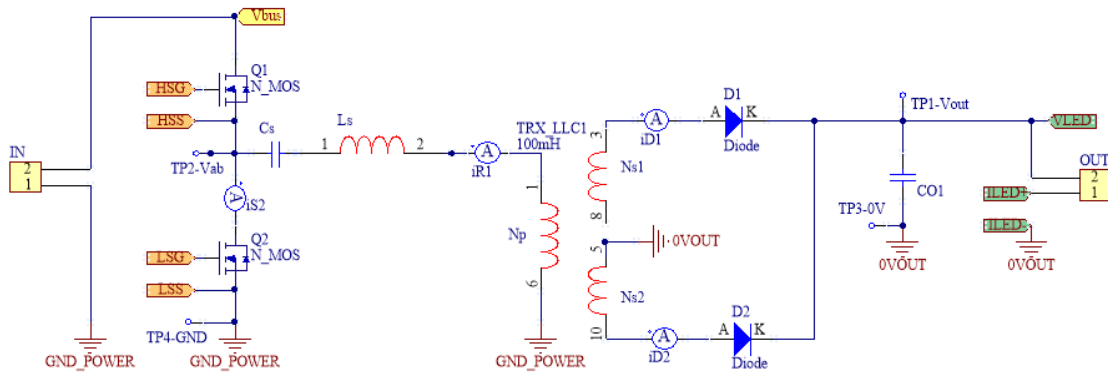 Vbus
Q1
N_MOS
HSG
HSS
Cs
Ls
1
2
TP2-Vab
A
iS2
IN
2
1
Q2
N_MOS
LSG
LSS
TP4-GND
GND_POWER
GND_POWER
A
iR1
TRX_LLC1
100mH
1
Np
6
GND_POWER
3
Ns1
8
5
0VOUT
Ns2
10
A
iD1
D1
A
K
Diode
A
iD2
D2
A
K
Diode
TP1-Vout
VLED
CO1
TP3-0V
0VOUT
OUT
2
1
ILED+
ILED-
0VOUT